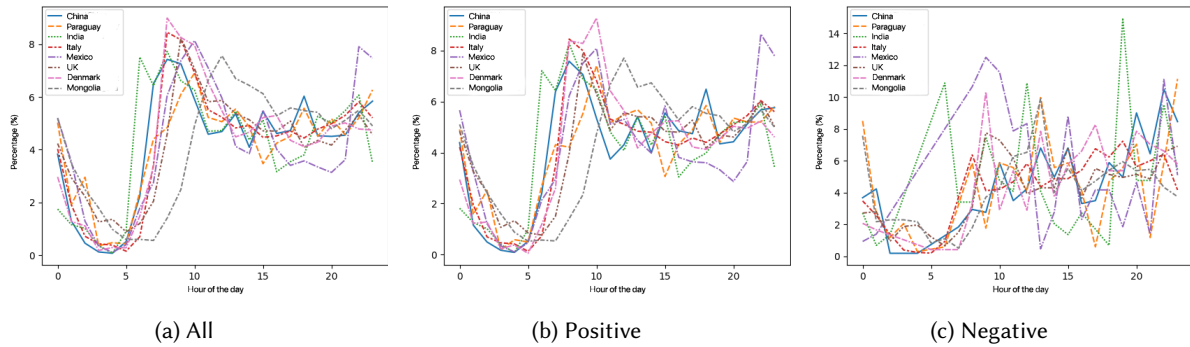 China
Paraguay
India
Italy
Mexico
UK
Denmark
Mongolia
Percentage (%)
8
6
4
2
0
0 5 10 15 20
Hour of the day
(a) All
China
Paraguay
India
Italy
Mexico
UK
Denmark
Mongolia
Percentage (%)
8
6
4
2
0
0 5 10 15 20
Hour of the day
(b) Positive
China
Paraguay
India
Italy
Mexico
UK
Denmark
Mongolia
Percentage (%)
14
12
10
8
6
4
2
0
0 5 10 15 20
Hour of the day
(c) Negative